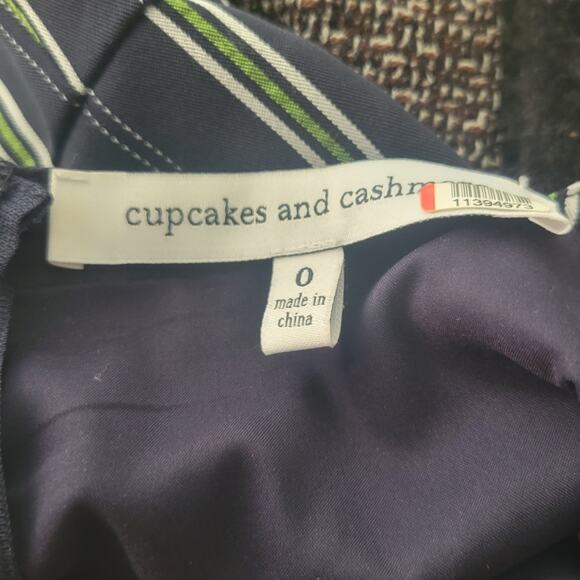 cupcakes and cashm
11394973
0
made in
china